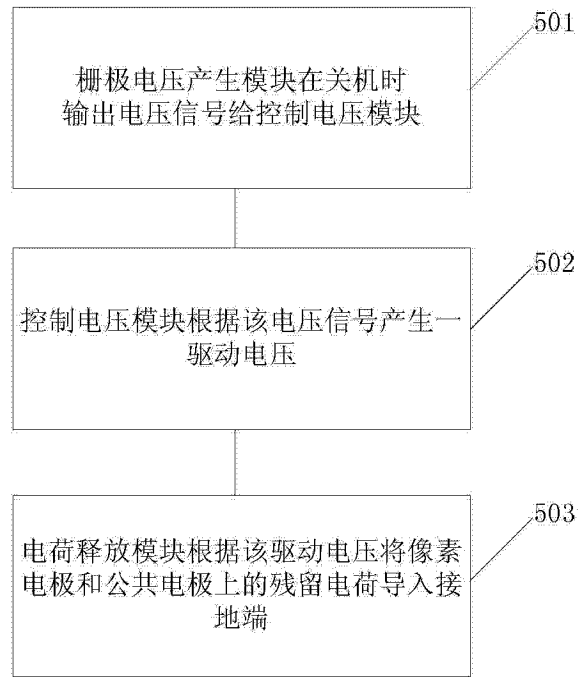 501
栅极电压产生模块在关机时
输出电压信号给控制电压模块
502
控制电压模块根据该电压信号产生一
驱动电压
503
电荷释放模块根据该驱动电压将像素
电极和公共电极上的残留电荷导入接
地端